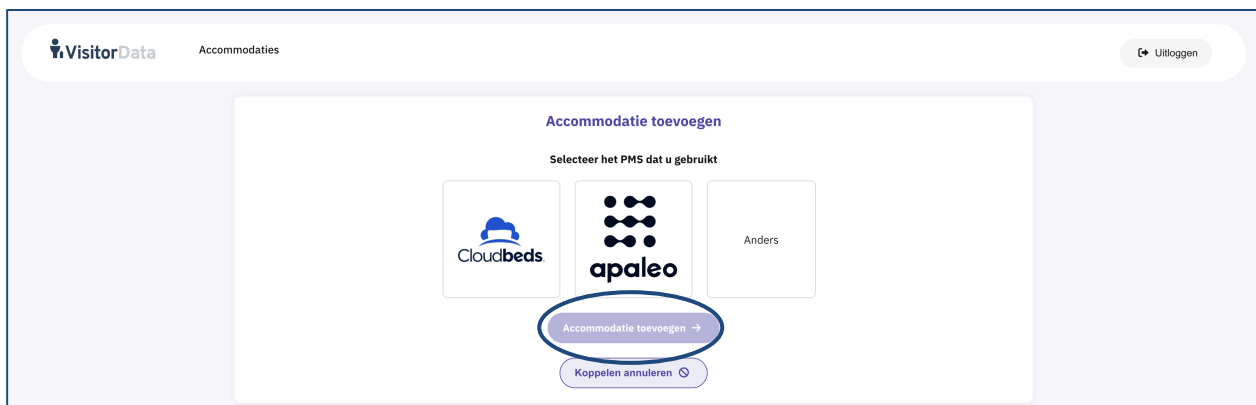 VisitorData
Accommodaties
Uitloggen
Accommodatie toevoegen
Selecteer het PMS dat u gebruikt
Cloudbeds
apaleo
Anders
Accommodatie toevoegen →
Koppelen annuleren